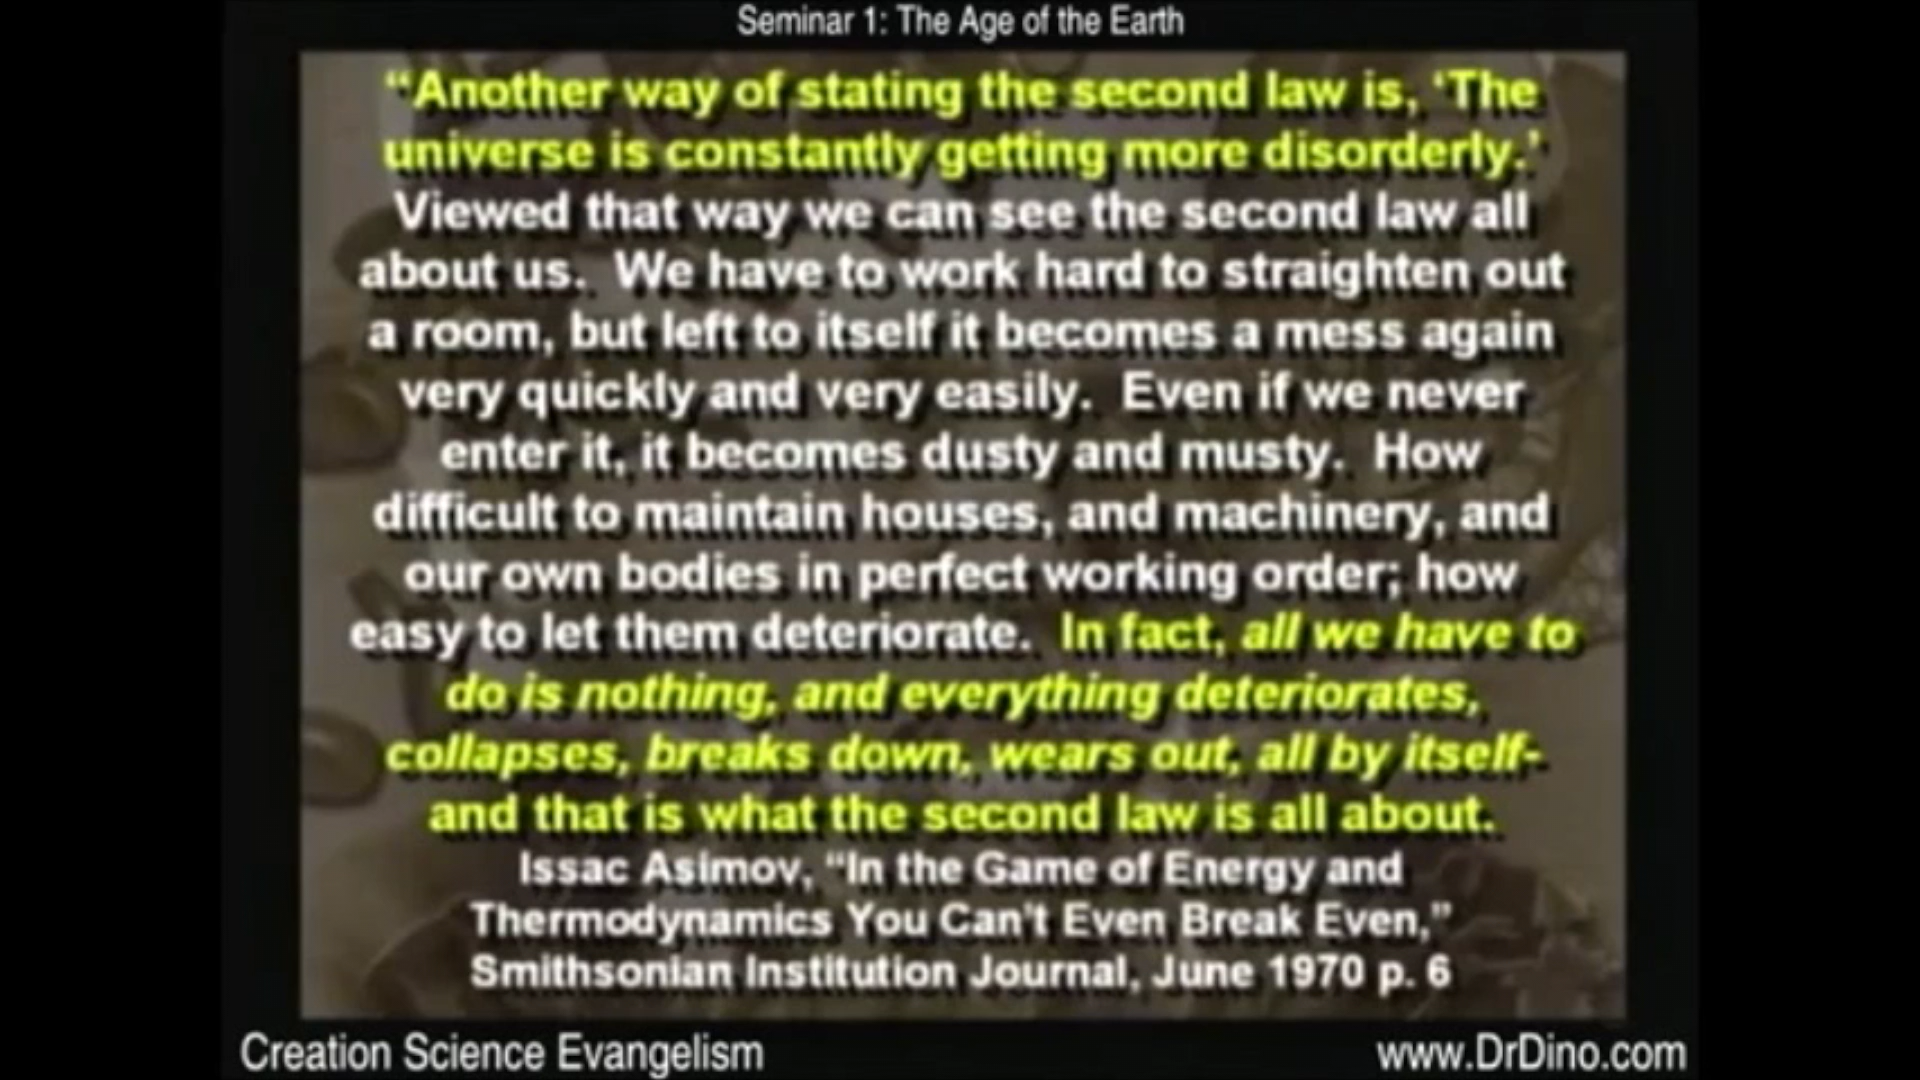 Seminar 1: The Age of the Earth
“Another way of stating the second law is, ‘The
universe is constantly getting more disorderly.’
Viewed that way we can see the second law all
about us. We have to work hard to straighten out
a room, but left to itself it becomes a mess again
very quickly and very easily. Even if we never
enter it, it becomes dusty and musty. How
difficult to maintain houses, and machinery, and
our own bodies in perfect working order; how
easy to let them deteriorate. In fact, all we have to
do is nothing, and everything deteriorates,
collapses, breaks down, wears out, all by itself-
and that is what the second law is all about.
Issac Asimov, “In the Game of Energy and
Thermodynamics You Can't Even Break Even,”
Smithsonian Institution Journal, June 1970 p. 6
Creation Science Evangelism
www.DrDino.com